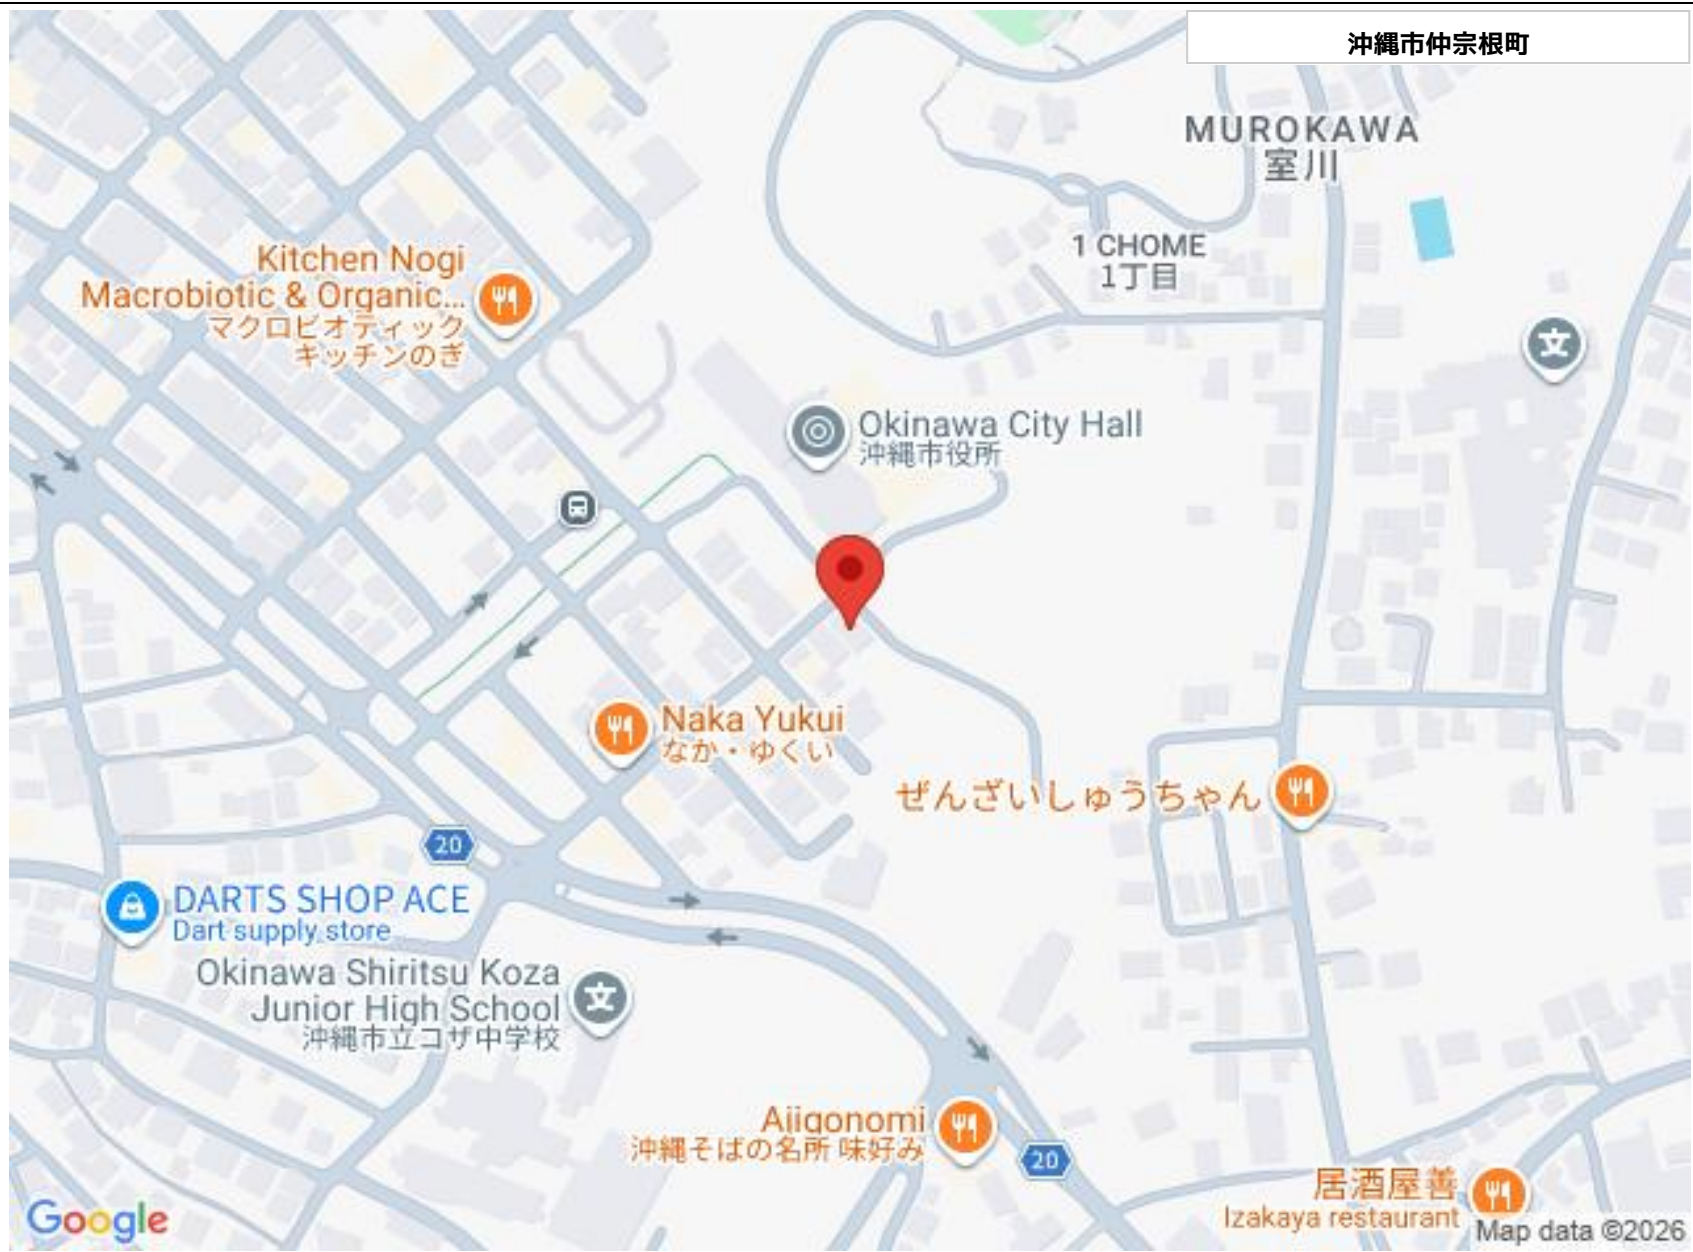 沖縄市仲宗根町
MUROKAWA
室川
1 CHOME
1丁目
Kitchen Nogi
Macrobiotic & Organic...
マクロビオティック
キッチンのぎ
Okinawa City Hall
沖縄市役所
Naka Yukui
なか・ゆくい
ぜんざいしゅうちゃん
20
DARTS SHOP ACE
Dart supply store
Okinawa Shiritsu Koza
Junior High School
沖縄市立コザ中学校
文
文
Ajigonomi
沖縄そばの名所 味好み
20
居酒屋善
Izakaya restaurant
Google
Map data ©2026